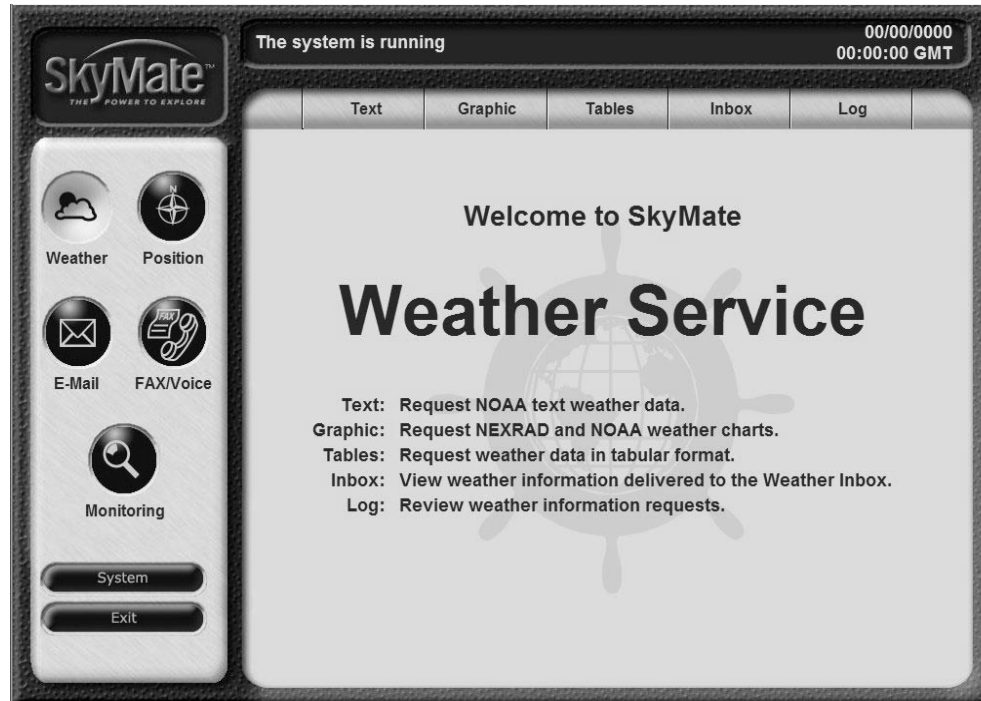 SkyMate™
THE POWER TO EXPLORE
The system is running
00/00/0000
00:00:00 GMT
Text Graphic Tables Inbox Log
Weather Position
E-Mail FAX/Voice
Monitoring
System
Exit
N
FAX
Welcome to SkyMate
Weather Service
Text: Request NOAA text weather data.
Graphic: Request NEXRAD and NOAA weather charts.
Tables: Request weather data in tabular format.
Inbox: View weather information delivered to the Weather Inbox.
Log: Review weather information requests.